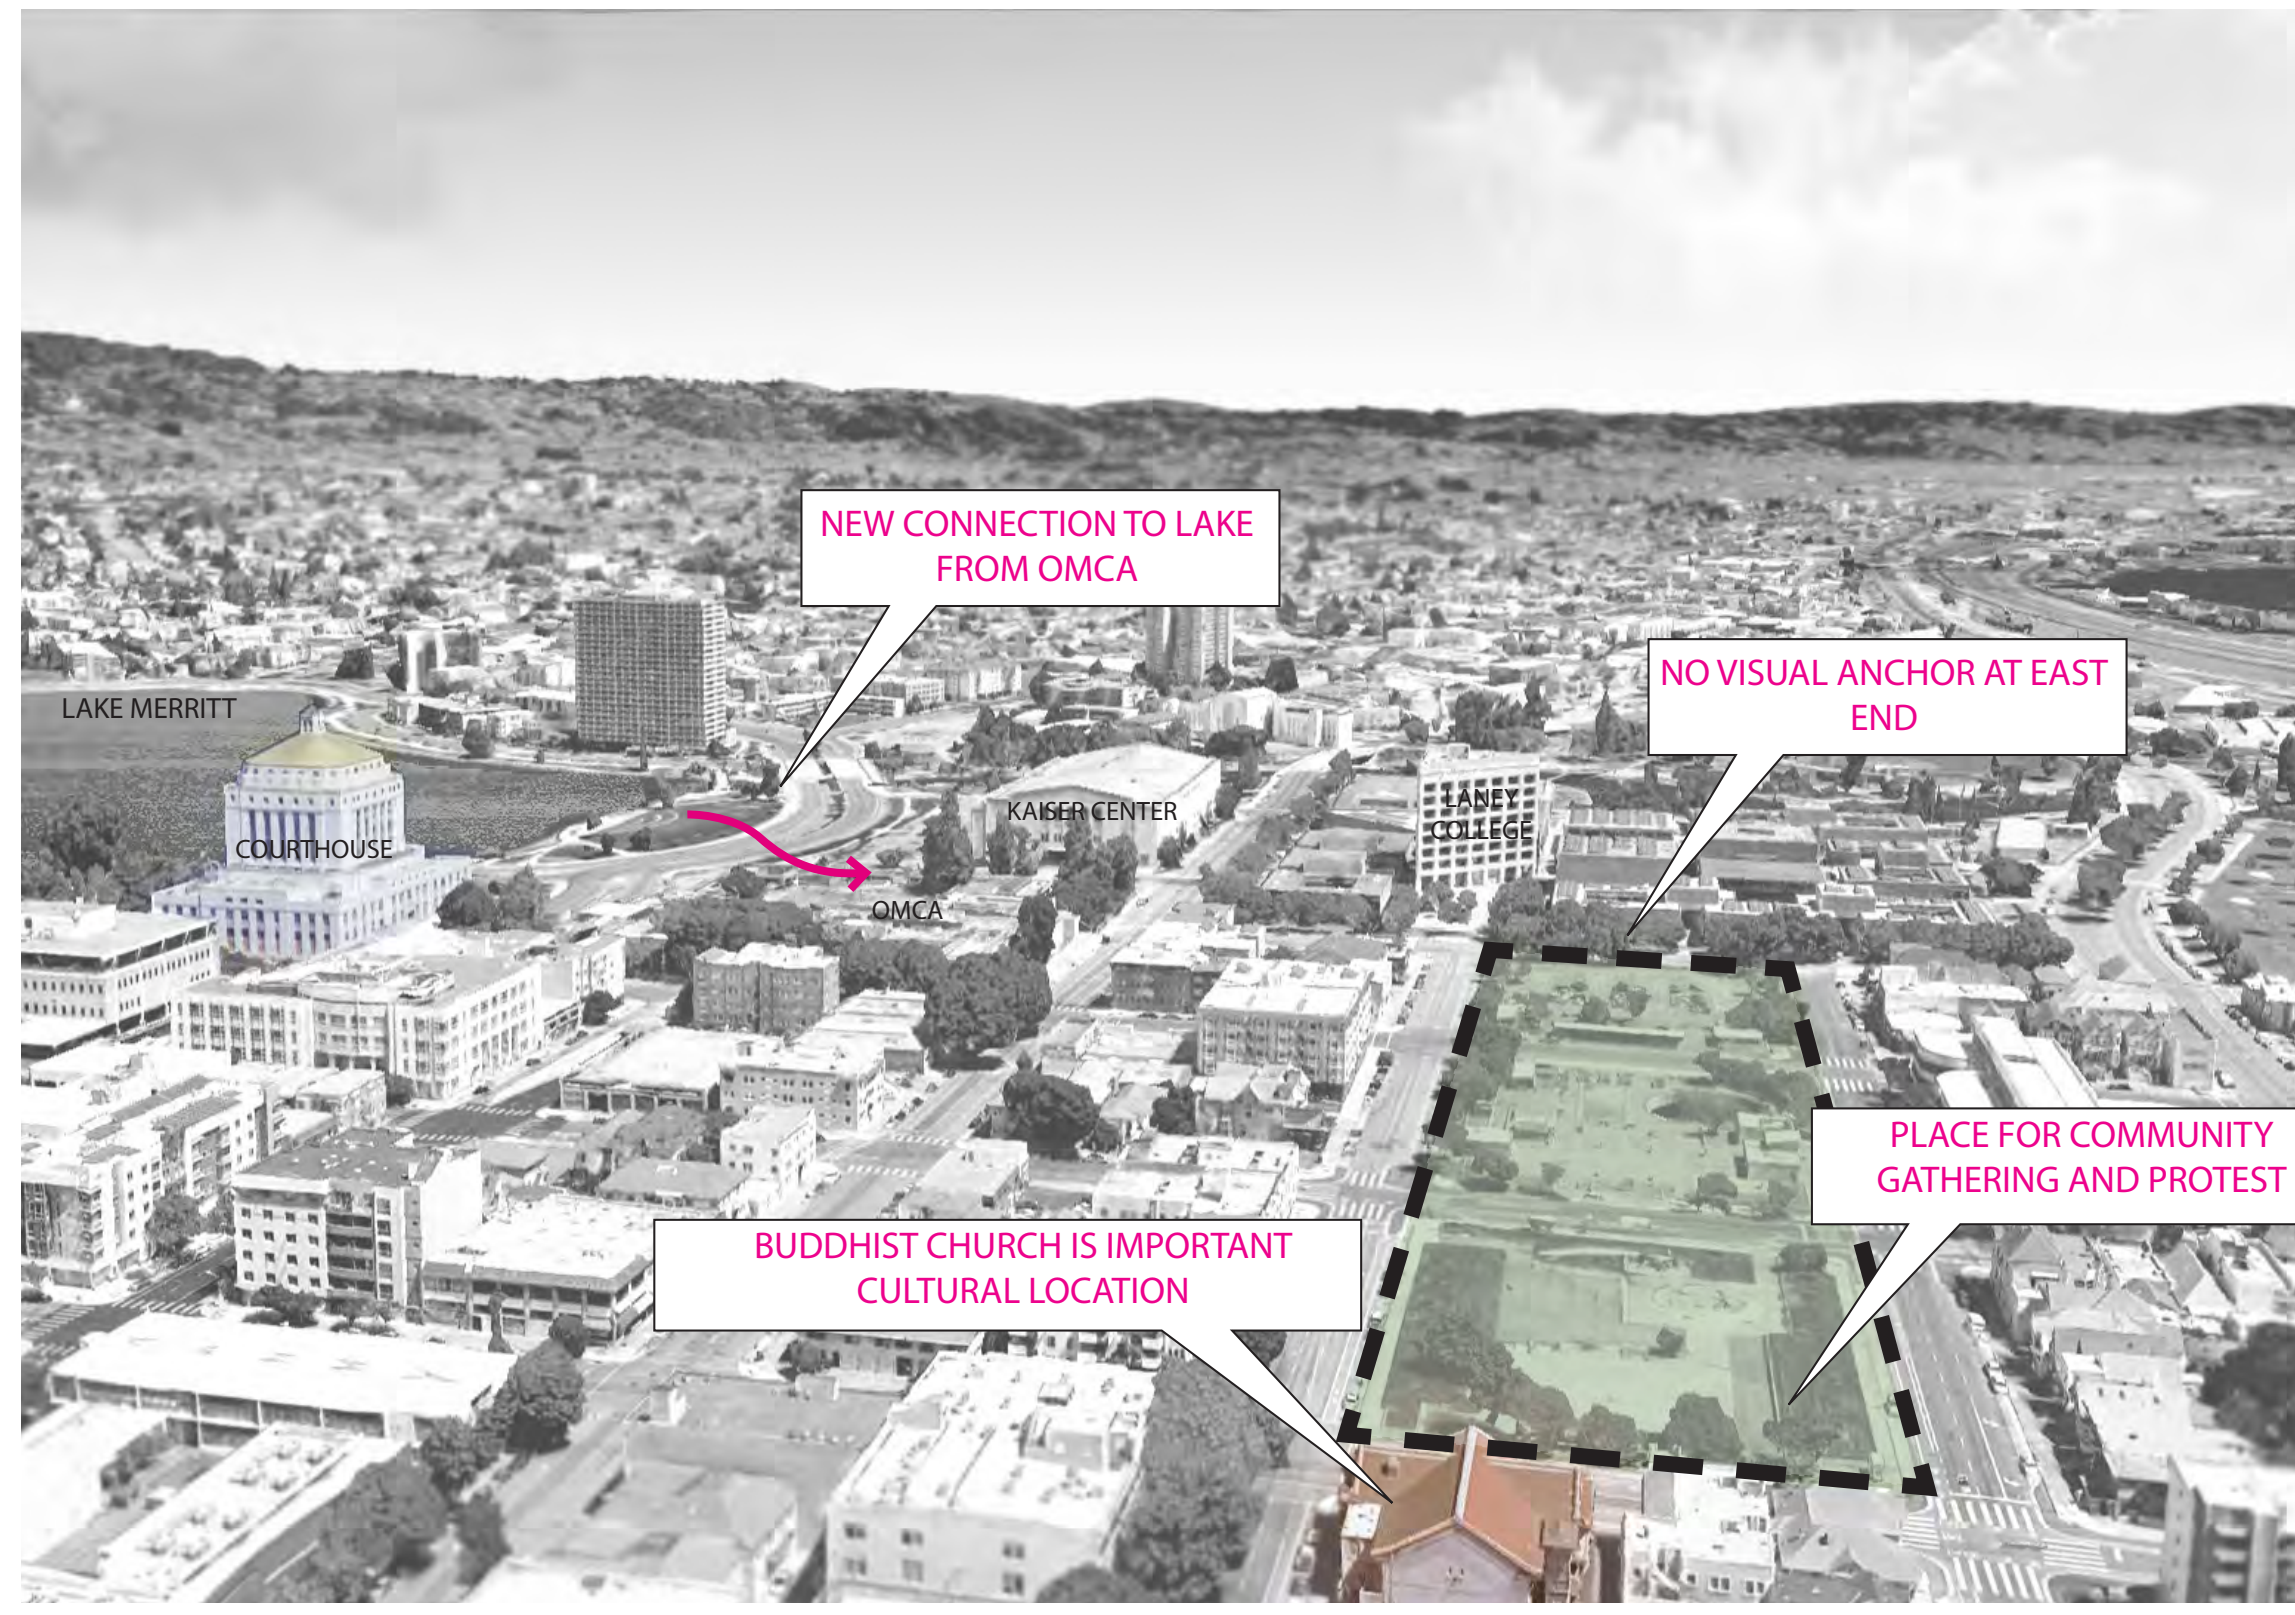 NEW CONNECTION TO LAKE
FROM OMCA
NO VISUAL ANCHOR AT EAST
END
LAKE MERRITT
LANEY
COLLEGE
KAISER CENTER
COURTHOUSE
OMCA
PLACE FOR COMMUNITY
GATHERING AND PROTEST
BUDDHIST CHURCH IS IMPORTANT
CULTURAL LOCATION